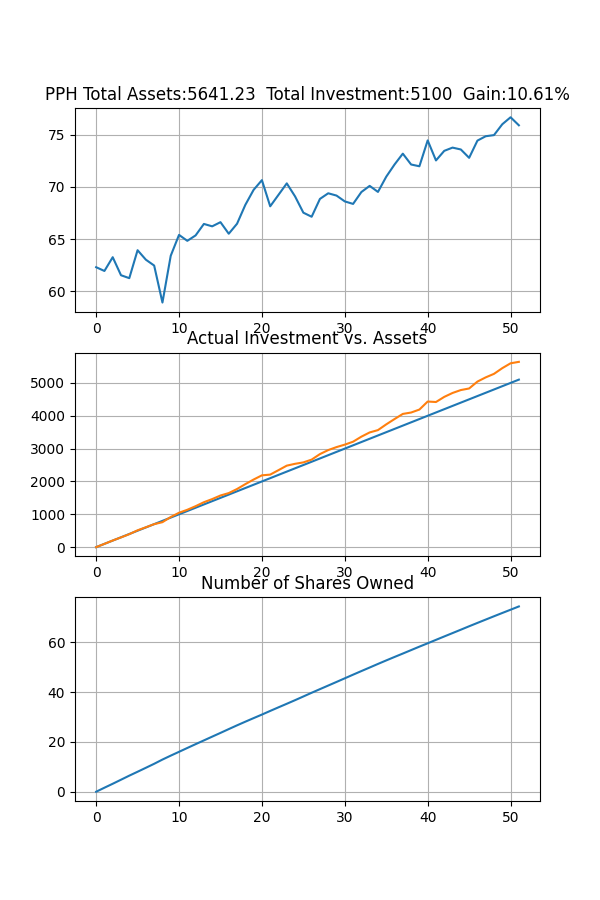 PPH Total Assets:5641.23  Total Investment:5100  Gain:10.61%
75
70
65
60
0 10 20 30 40 50
Actual Investment vs. Assets
5000
4000
3000
2000
1000
0
0 10 20 30 40 50
Number of Shares Owned
60
40
20
0
0 10 20 30 40 50